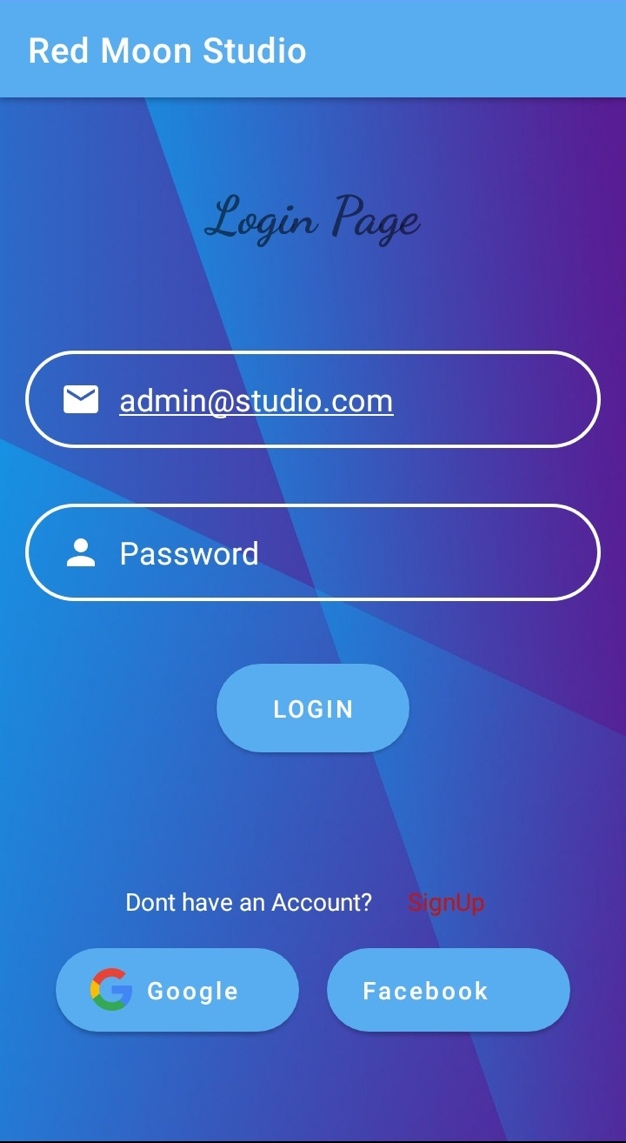 Red Moon Studio
Login Page
admin@studio.com
Password
LOGIN
Dont have an Account? SignUp
Google Facebook